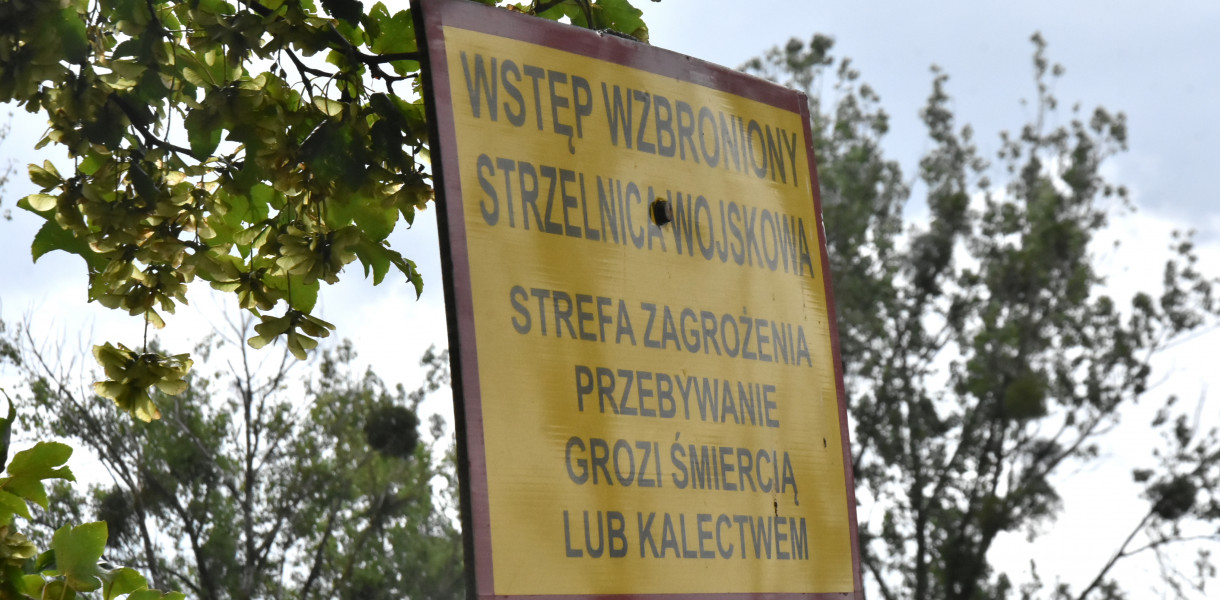 WSTĘP WZBRONIONY
STRZELNICA WOJSKOWA
STREFA ZAGROŻENIA
PRZEBYWANIE
GROZI ŚMIERCIĄ
LUB KALECTWEM